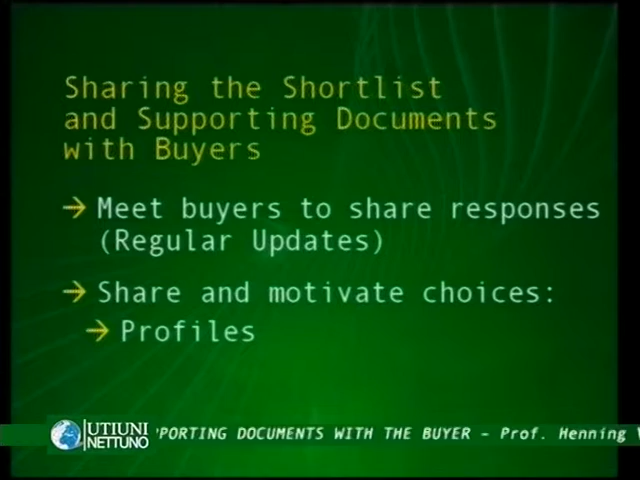 Sharing the Shortlist
and Supporting Documents
with Buyers
→ Meet buyers to share responses
(Regular Updates)
→ Share and motivate choices:
→ Profiles
UTIUNI
NETTUNO
PORTING DOCUMENTS WITH THE BUYER – Prof. Henning